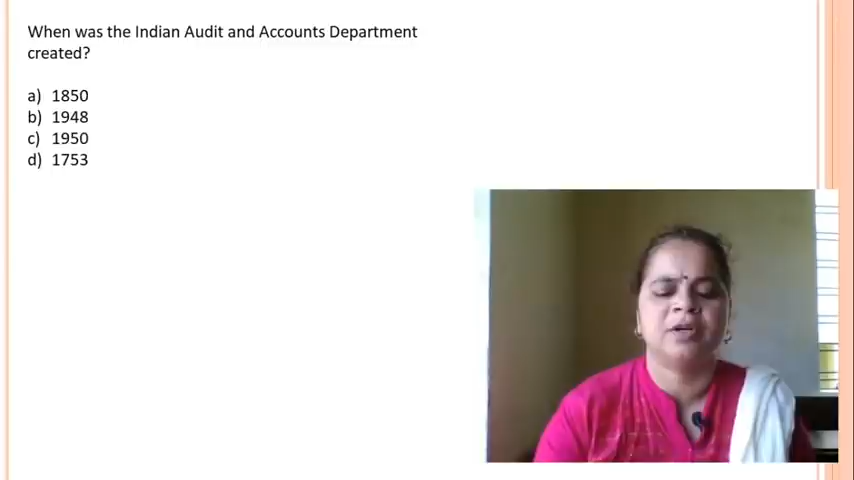 When was the Indian Audit and Accounts Department
created?
a) 1850
b) 1948
c) 1950
d) 1753